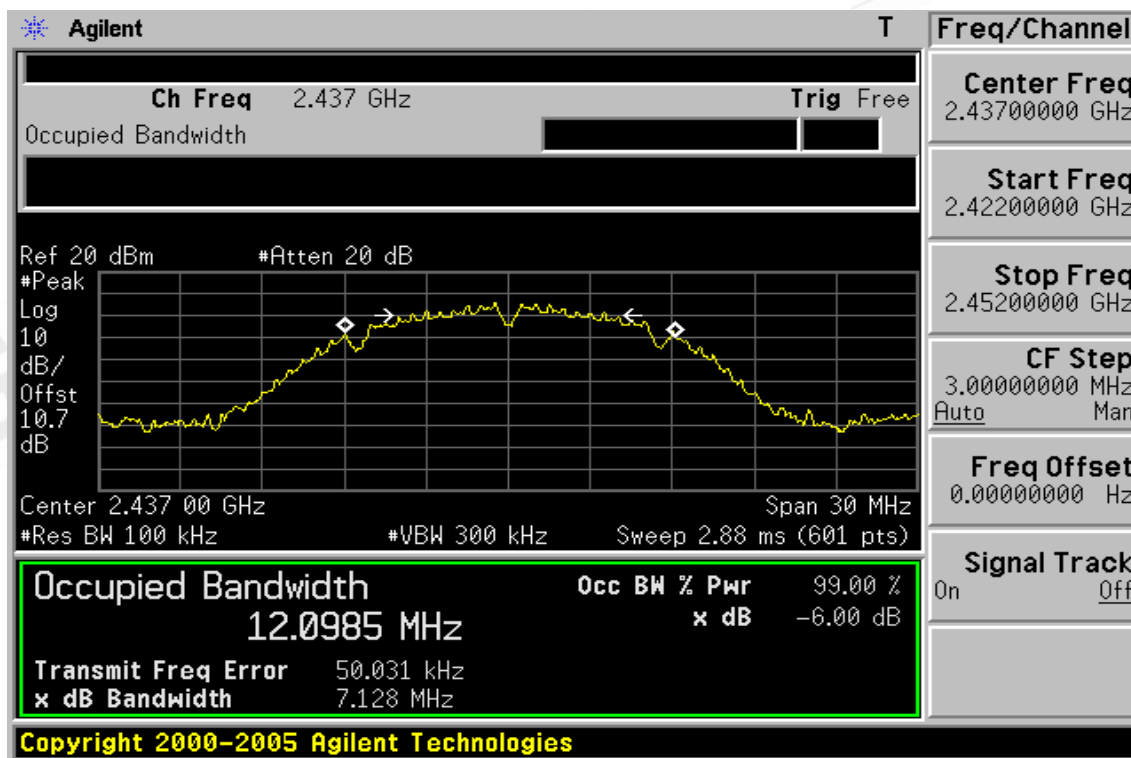 Agilent T
Ch Freq 2.437 GHz Trig Free
Occupied Bandwidth
Ref 20 dBm #Atten 20 dB
#Peak
Log
10
dB/
Offst
10.7
dB
Center 2.437 00 GHz Span 30 MHz
#Res BW 100 kHz #VBW 300 kHz Sweep 2.88 ms (601 pts)
Occupied Bandwidth
12.0985 MHz
Occ BW % Pwr 99.00 %
x dB -6.00 dB
Transmit Freq Error 50.031 kHz
x dB Bandwidth 7.128 MHz
Copyright 2000-2005 Agilent Technologies
Freq/Channel
Center Freq
2.43700000 GHz
Start Freq
2.42200000 GHz
Stop Freq
2.45200000 GHz
CF Step
3.00000000 MHz
Auto Man
Freq Offset
0.00000000 Hz
Signal Track
On Off